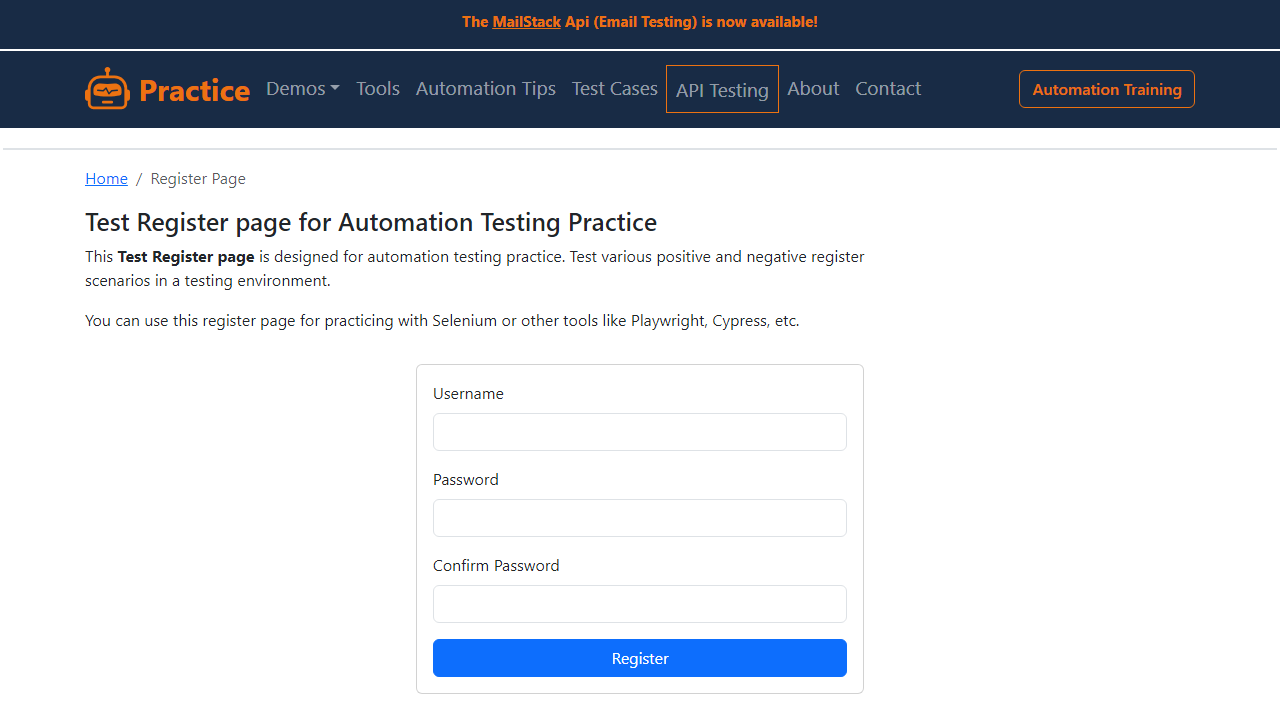 The MailStack Api (Email Testing) is now available!
Practice Demos Tools Automation Tips Test Cases API Testing About Contact Automation Training
Home / Register Page
Test Register page for Automation Testing Practice
This Test Register page is designed for automation testing practice. Test various positive and negative register
scenarios in a testing environment.
You can use this register page for practicing with Selenium or other tools like Playwright, Cypress, etc.
Username
Password
Confirm Password
Register